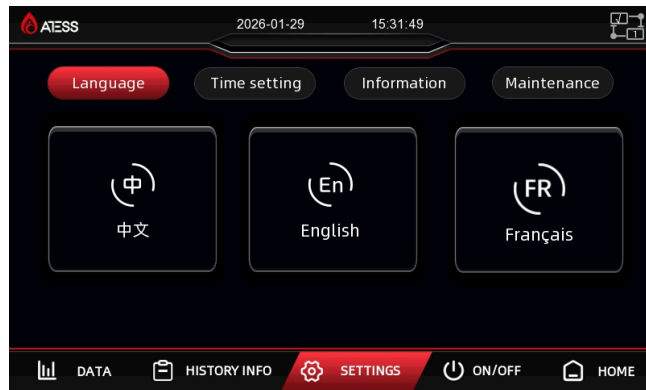 ATESS 2026-01-29 15:31:49
1
Language Time setting Information Maintenance
中 En FR
中文 English Français
DATA HISTORY INFO SETTINGS ON/OFF HOME